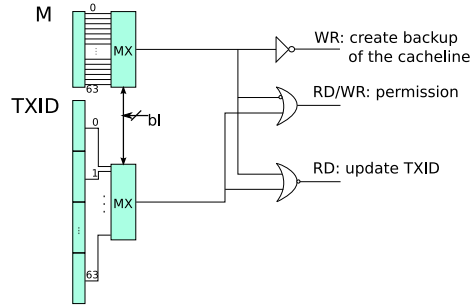 M
0
...
63
MX
WR: create backup
of the cacheline
RD/WR: permission
bl
TXID
0
1
...
...
63
MX
RD: update TXID